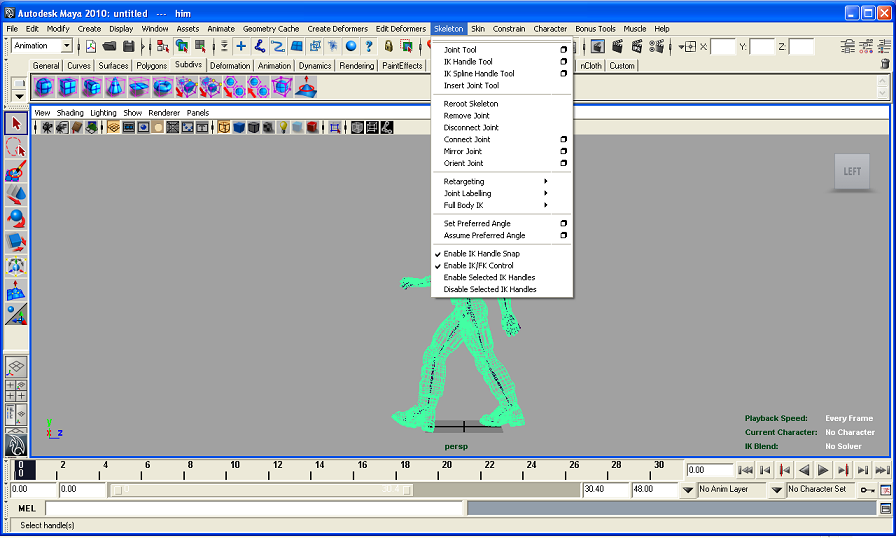 Autodesk Maya 2010: untitled --- him
File Edit Modify Create Display Window Assets Animate Geometry Cache Create Deformers Edit Deformers Skeleton Skin Constrain Character Bonus Tools Muscle Help
Animation X: Y: Z:
General Curves Surfaces Polygons Subdivs Deformation Animation Dynamics Rendering PaintEffects nCloth Custom
View Shading Lighting Show Renderer Panels
Joint Tool
IK Handle Tool
IK Spline Handle Tool
Insert Joint Tool
Reroot Skeleton
Remove Joint
Disconnect Joint
Connect Joint
Mirror Joint
Orient Joint
Retargeting
Joint Labelling
Full Body IK
Set Preferred Angle
Assume Preferred Angle
Enable IK Handle Snap
Enable IK/FK Control
Enable Selected IK Handles
Disable Selected IK Handles
LEFT
Playback Speed: Every Frame
Current Character: No Character
IK Blend: No Solver
persp
0 2 4 6 8 10 12 14 16 18 20 22 24 26 28 30 0.00
0
0.00 0.00 0 30.4 30.40 48.00 No Anim Layer No Character Set
MEL
Select handle(s)